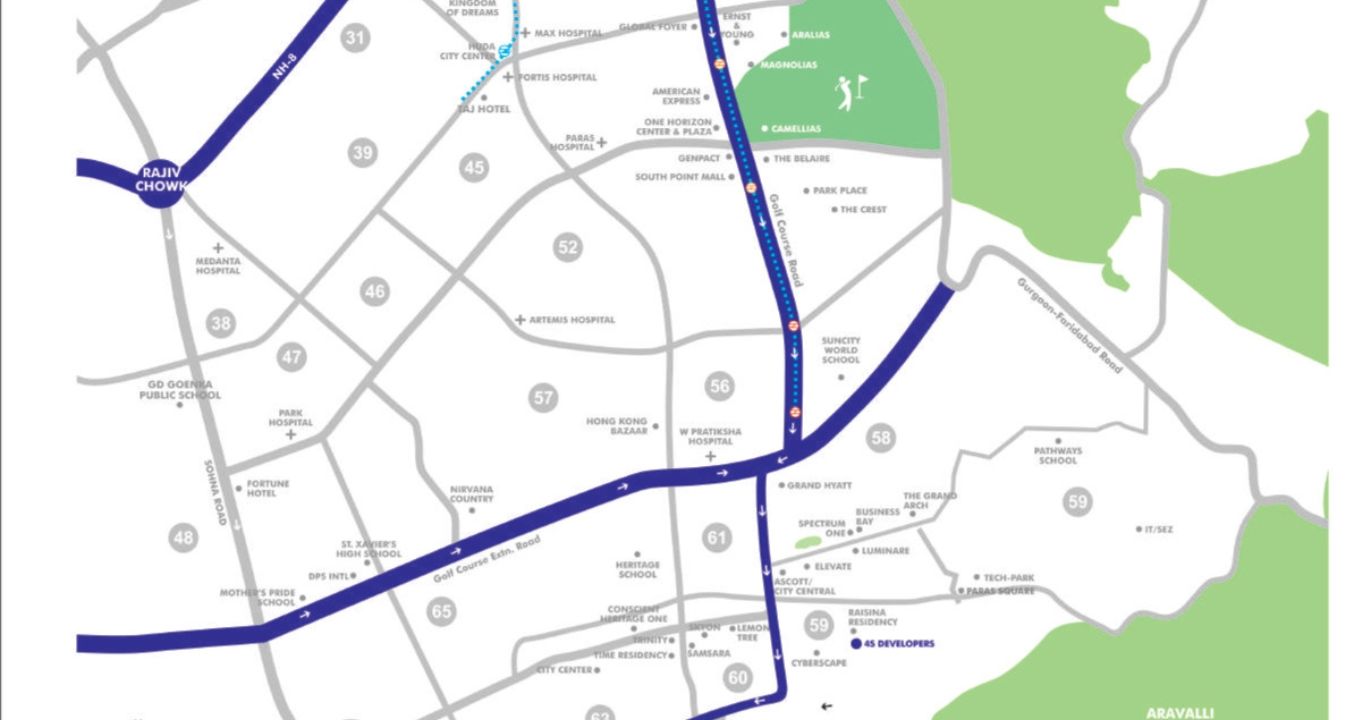 KINGDOM
OF DREAMS
31
NH-8
HUDA
CITY CENTER
MAX HOSPITAL
FORTIS HOSPITAL
TAJ HOTEL
GLOBAL FOYER
ERNST
&
YOUNG
ARALIAS
MAGNOLIAS
AMERICAN
EXPRESS
ONE HORIZON
CENTER & PLAZA
CAMELLIAS
39
45
PARAS
HOSPITAL
GENPACT
THE BELAIRE
SOUTH POINT MALL
PARK PLACE
THE CREST
RAJIV
CHOWK
Golf Course Road
MEDANTA
HOSPITAL
52
46
38
ARTEMIS HOSPITAL
Gurgaon-Faridabad Road
47
SUNCITY
WORLD
SCHOOL
GD GOENKA
PUBLIC SCHOOL
57
56
PARK
HOSPITAL
HONG KONG
BAZAAR
W PRATIKSHA
HOSPITAL
58
PATHWAYS
SCHOOL
SOHNA ROAD
FORTUNE
HOTEL
NIRVANA
COUNTRY
GRAND HYATT
THE GRAND
ARCH
BUSINESS
BAY
SPECTRUM
ONE
59
IT/SEZ
48
61
ST. XAVIER'S
HIGH SCHOOL
Golf Course Extn. Road
LUMINARE
DPS INTL
HERITAGE
SCHOOL
ELEVATE
ASCOTT/
CITY CENTRAL
TECH-PARK
PARAS SQUARE
MOTHER'S PRIDE
SCHOOL
65
CONSCIENT
HERITAGE ONE
SKYON
LEMON
TREE
59
RAISINA
RESIDENCY
TRINITY
4S DEVELOPERS
TIME RESIDENCY
SAMSARA
CYBERSCAPE
CITY CENTER
60
ARAVALLI